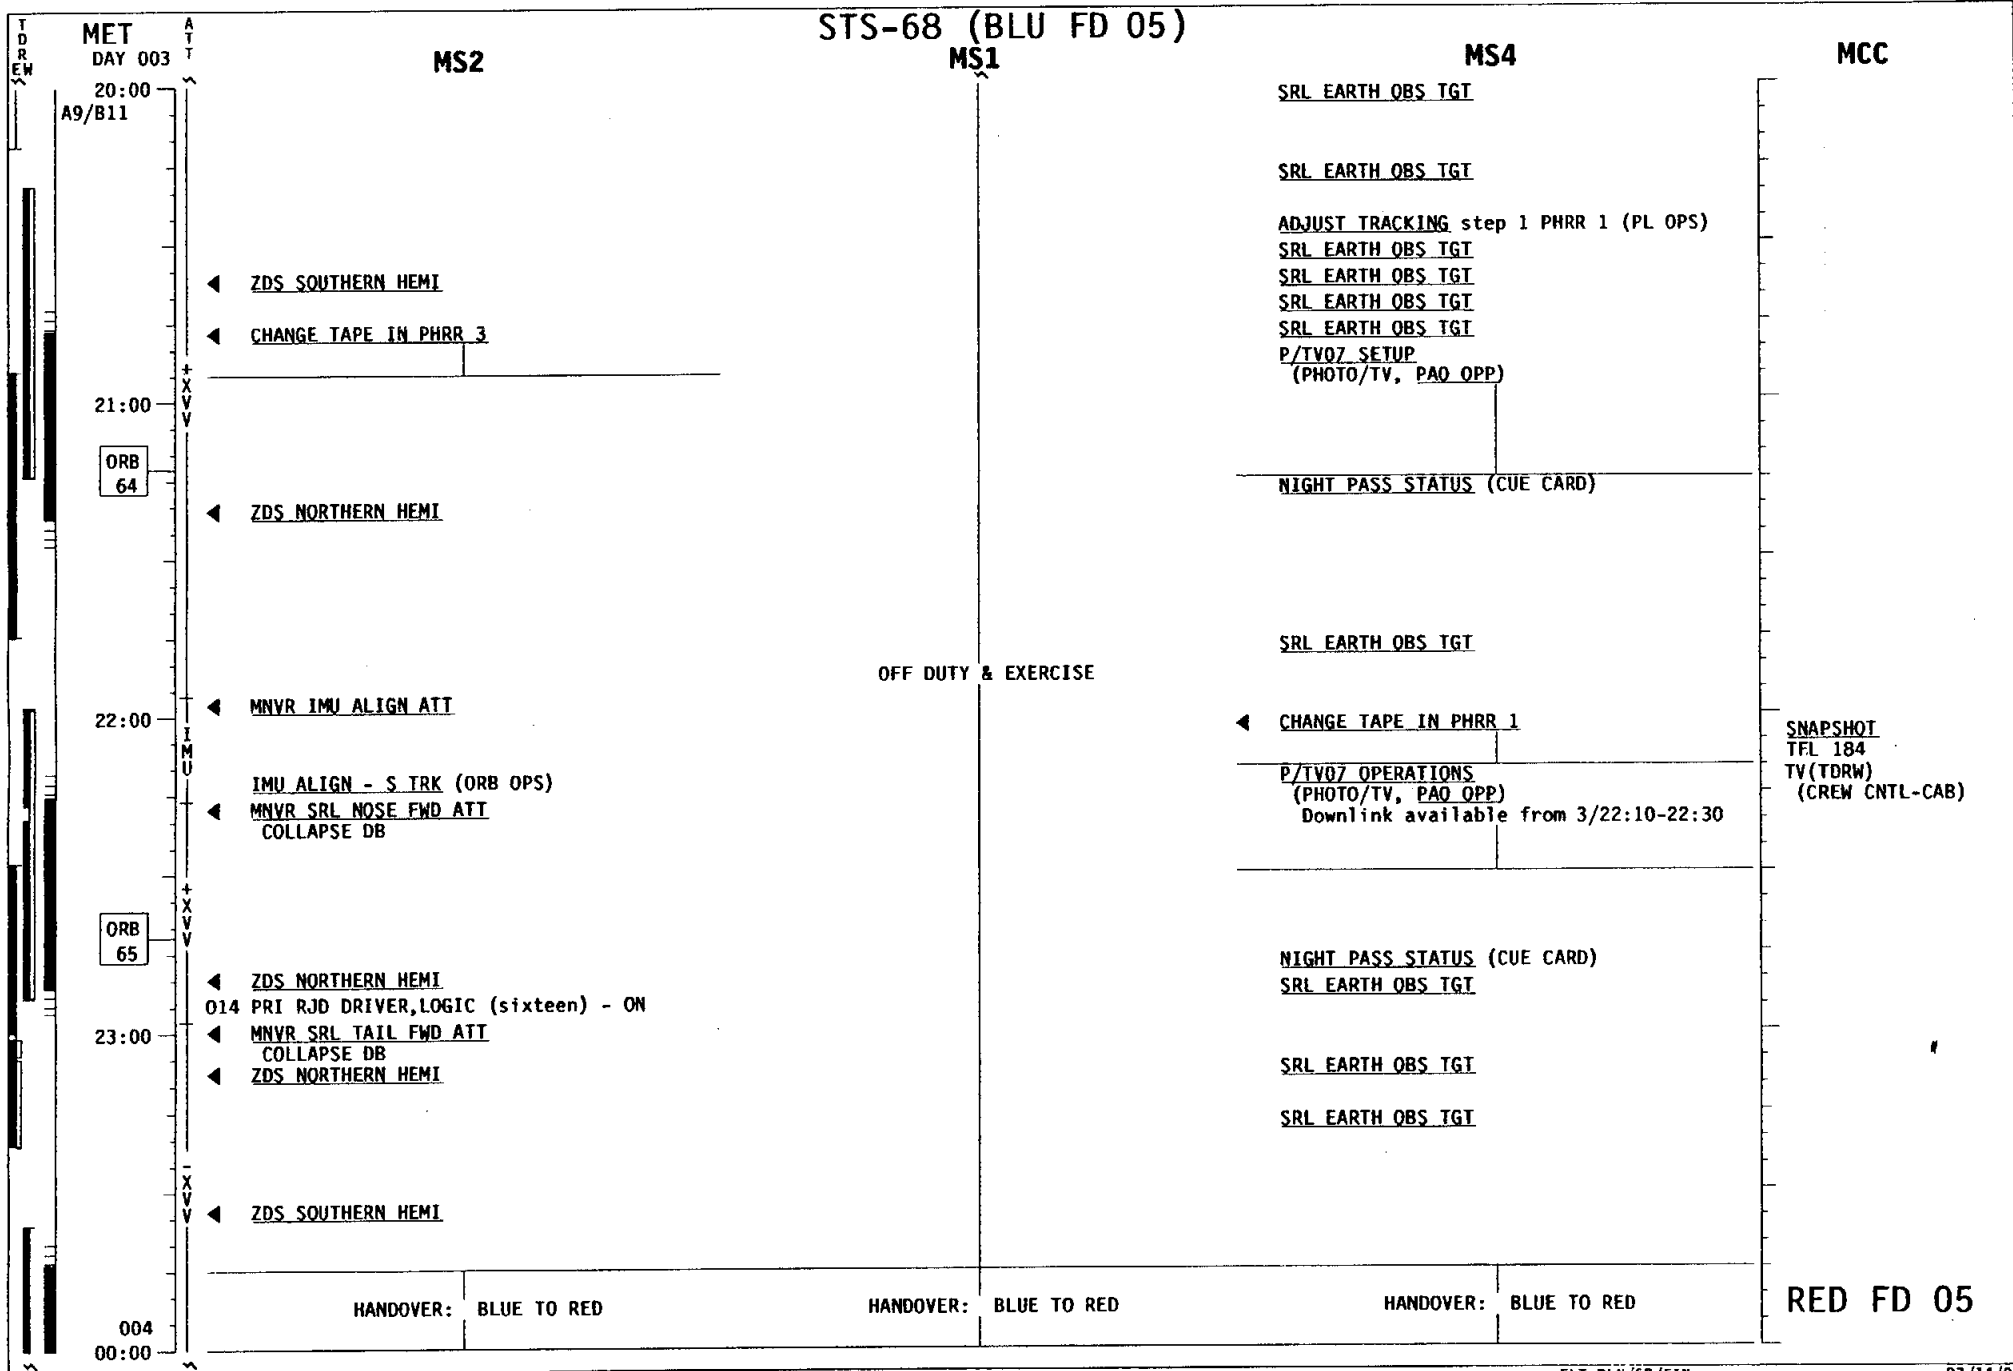 STS-68 (BLU FD 05)
T D R E W
MET
DAY 003
A T T
MS2
MS1
MS4
MCC
20:00
A9/B11
SRL EARTH OBS TGT
SRL EARTH OBS TGT
ADJUST TRACKING step 1 PHRR 1 (PL OPS)
SRL EARTH OBS TGT
ZDS SOUTHERN HEMI
SRL EARTH OBS TGT
SRL EARTH OBS TGT
CHANGE TAPE IN PHRR 3
SRL EARTH OBS TGT
P/TV07 SETUP
(PHOTO/TV, PAO OPP)
+XVV
21:00
ORB
64
NIGHT PASS STATUS (CUE CARD)
ZDS NORTHERN HEMI
SRL EARTH OBS TGT
OFF DUTY & EXERCISE
MNVR IMU ALIGN ATT
22:00
IMU
CHANGE TAPE IN PHRR 1
SNAPSHOT
TFL 184
TV(TDRW)
(CREW CNTL-CAB)
IMU ALIGN - S TRK (ORB OPS)
P/TV07 OPERATIONS
(PHOTO/TV, PAO OPP)
Downlink available from 3/22:10-22:30
MNVR SRL NOSE FWD ATT
COLLAPSE DB
+XVV
ORB
65
NIGHT PASS STATUS (CUE CARD)
ZDS NORTHERN HEMI
SRL EARTH OBS TGT
014 PRI RJD DRIVER,LOGIC (sixteen) - ON
23:00
MNVR SRL TAIL FWD ATT
COLLAPSE DB
ZDS NORTHERN HEMI
SRL EARTH OBS TGT
SRL EARTH OBS TGT
-XVV
ZDS SOUTHERN HEMI
HANDOVER: BLUE TO RED
HANDOVER: BLUE TO RED
HANDOVER: BLUE TO RED
RED FD 05
004
00:00